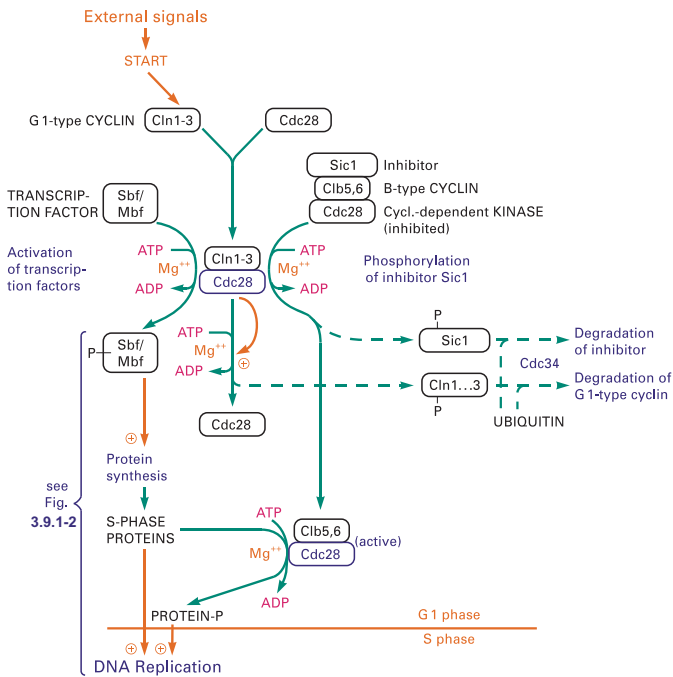 External signals
START
G1-type CYCLIN
Cln1-3
Cdc28
Sic1
Inhibitor
Clb5,6
B-type CYCLIN
Cdc28
Cycl.-dependent KINASE
(inhibited)
TRANSCRIP-
TION FACTOR
Sbf/
Mbf
Activation
of transcrip-
tion factors
ATP
Mg++
ADP
Cln1-3
Cdc28
ATP
Mg++
ADP
Phosphorylation
of inhibitor Sic1
P
Sbf/
Mbf
ATP
Mg++
ADP
+
P
Sic1
Degradation
of inhibitor
Cdc34
Cln1...3
P
Degradation of
G1-type cyclin
UBIQUITIN
Cdc28
+
Protein
synthesis
see
Fig.
3.9.1-2
S-PHASE
PROTEINS
ATP
Mg++
ADP
Clb5,6
Cdc28
(active)
PROTEIN-P
G1 phase
S phase
+
+
DNA Replication